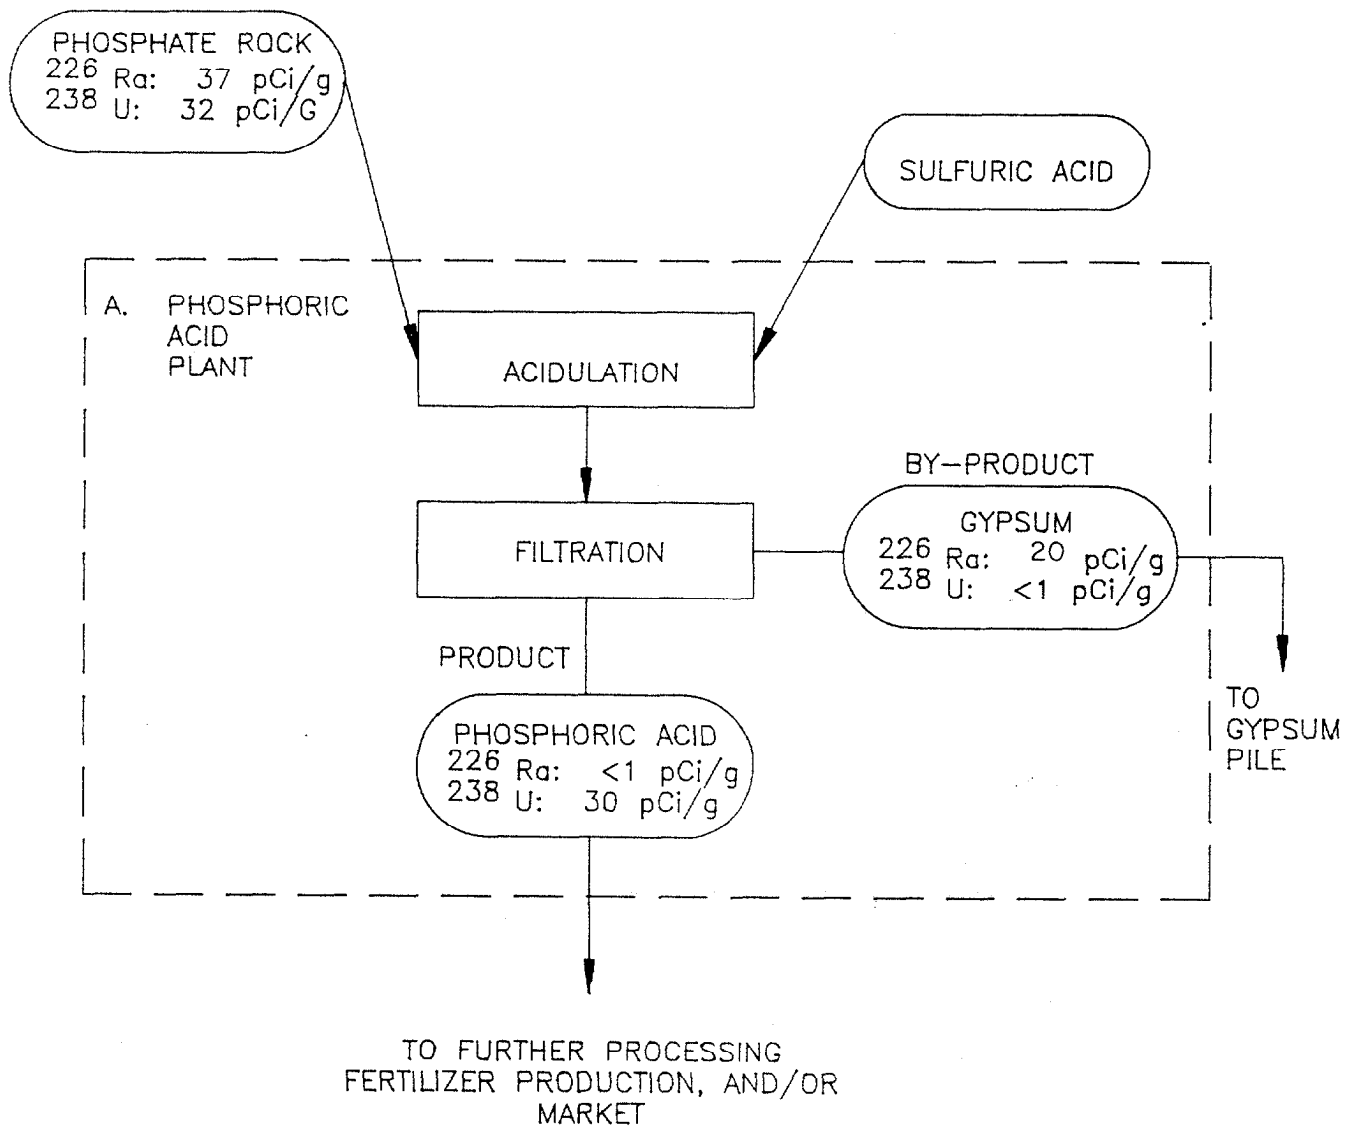 PHOSPHATE ROCK
226 Ra: 37 pCi/g
238 U: 32 pCi/G
SULFURIC ACID
A. PHOSPHORIC
ACID
PLANT
ACIDULATION
BY-PRODUCT
GYPSUM
226 Ra: 20 pCi/g
238 U: <1 pCi/g
FILTRATION
PRODUCT
PHOSPHORIC ACID
226 Ra: <1 pCi/g
238 U: 30 pCi/g
TO
GYPSUM
PILE
TO FURTHER PROCESSING
FERTILIZER PRODUCTION, AND/OR
MARKET